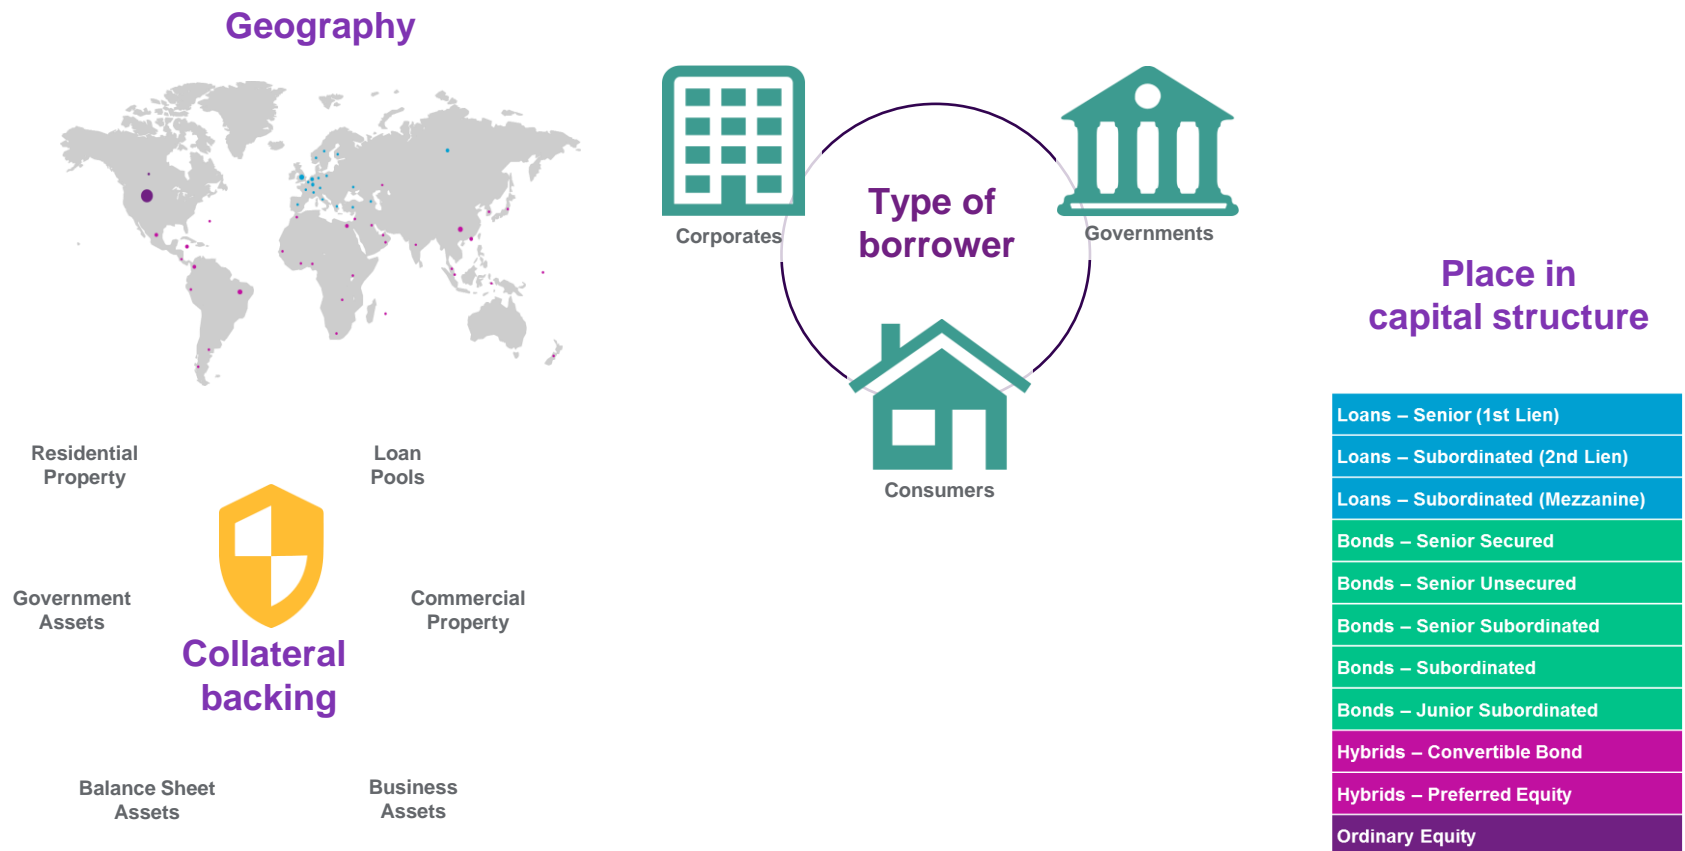 Geography
Corporates
Type of
borrower
Governments
Consumers
Place in
capital structure
Loans – Senior (1st Lien)
Loans – Subordinated (2nd Lien)
Loans – Subordinated (Mezzanine)
Bonds – Senior Secured
Bonds – Senior Unsecured
Bonds – Senior Subordinated
Bonds – Subordinated
Bonds – Junior Subordinated
Hybrids – Convertible Bond
Hybrids – Preferred Equity
Ordinary Equity
Residential
Property
Loan
Pools
Government
Assets
Commercial
Property
Collateral
backing
Balance Sheet
Assets
Business
Assets